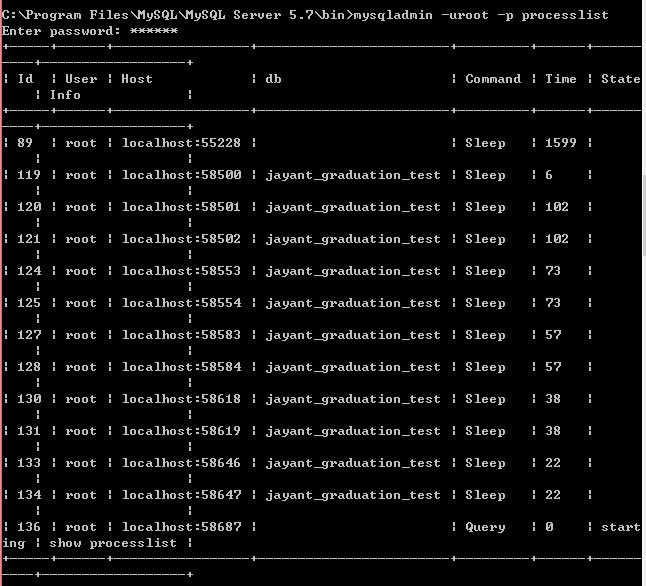 C:\Program Files\MySQL\MySQL Server 5.7\bin>mysqladmin -uroot -p processlist
Enter password: ******
+-----+------+-----------------+----------------------+---------+------+------
----+------------------+
| Id  | User | Host            | db                   | Command | Time | State
    | Info             |
+-----+------+-----------------+----------------------+---------+------+------
----+------------------+
| 89  | root | localhost:55228 |                      | Sleep   | 1599 |
    |                  |
| 119 | root | localhost:58500 | jayant_graduation_test | Sleep   | 6    |
    |                  |
| 120 | root | localhost:58501 | jayant_graduation_test | Sleep   | 102  |
    |                  |
| 121 | root | localhost:58502 | jayant_graduation_test | Sleep   | 102  |
    |                  |
| 124 | root | localhost:58553 | jayant_graduation_test | Sleep   | 73   |
    |                  |
| 125 | root | localhost:58554 | jayant_graduation_test | Sleep   | 73   |
    |                  |
| 127 | root | localhost:58583 | jayant_graduation_test | Sleep   | 57   |
    |                  |
| 128 | root | localhost:58584 | jayant_graduation_test | Sleep   | 57   |
    |                  |
| 130 | root | localhost:58618 | jayant_graduation_test | Sleep   | 38   |
    |                  |
| 131 | root | localhost:58619 | jayant_graduation_test | Sleep   | 38   |
    |                  |
| 133 | root | localhost:58646 | jayant_graduation_test | Sleep   | 22   |
    |                  |
| 134 | root | localhost:58647 | jayant_graduation_test | Sleep   | 22   |
    |                  |
| 136 | root | localhost:58687 |                      | Query   | 0    | start
ing | show processlist |
+-----+------+-----------------+----------------------+---------+------+------
----+------------------+